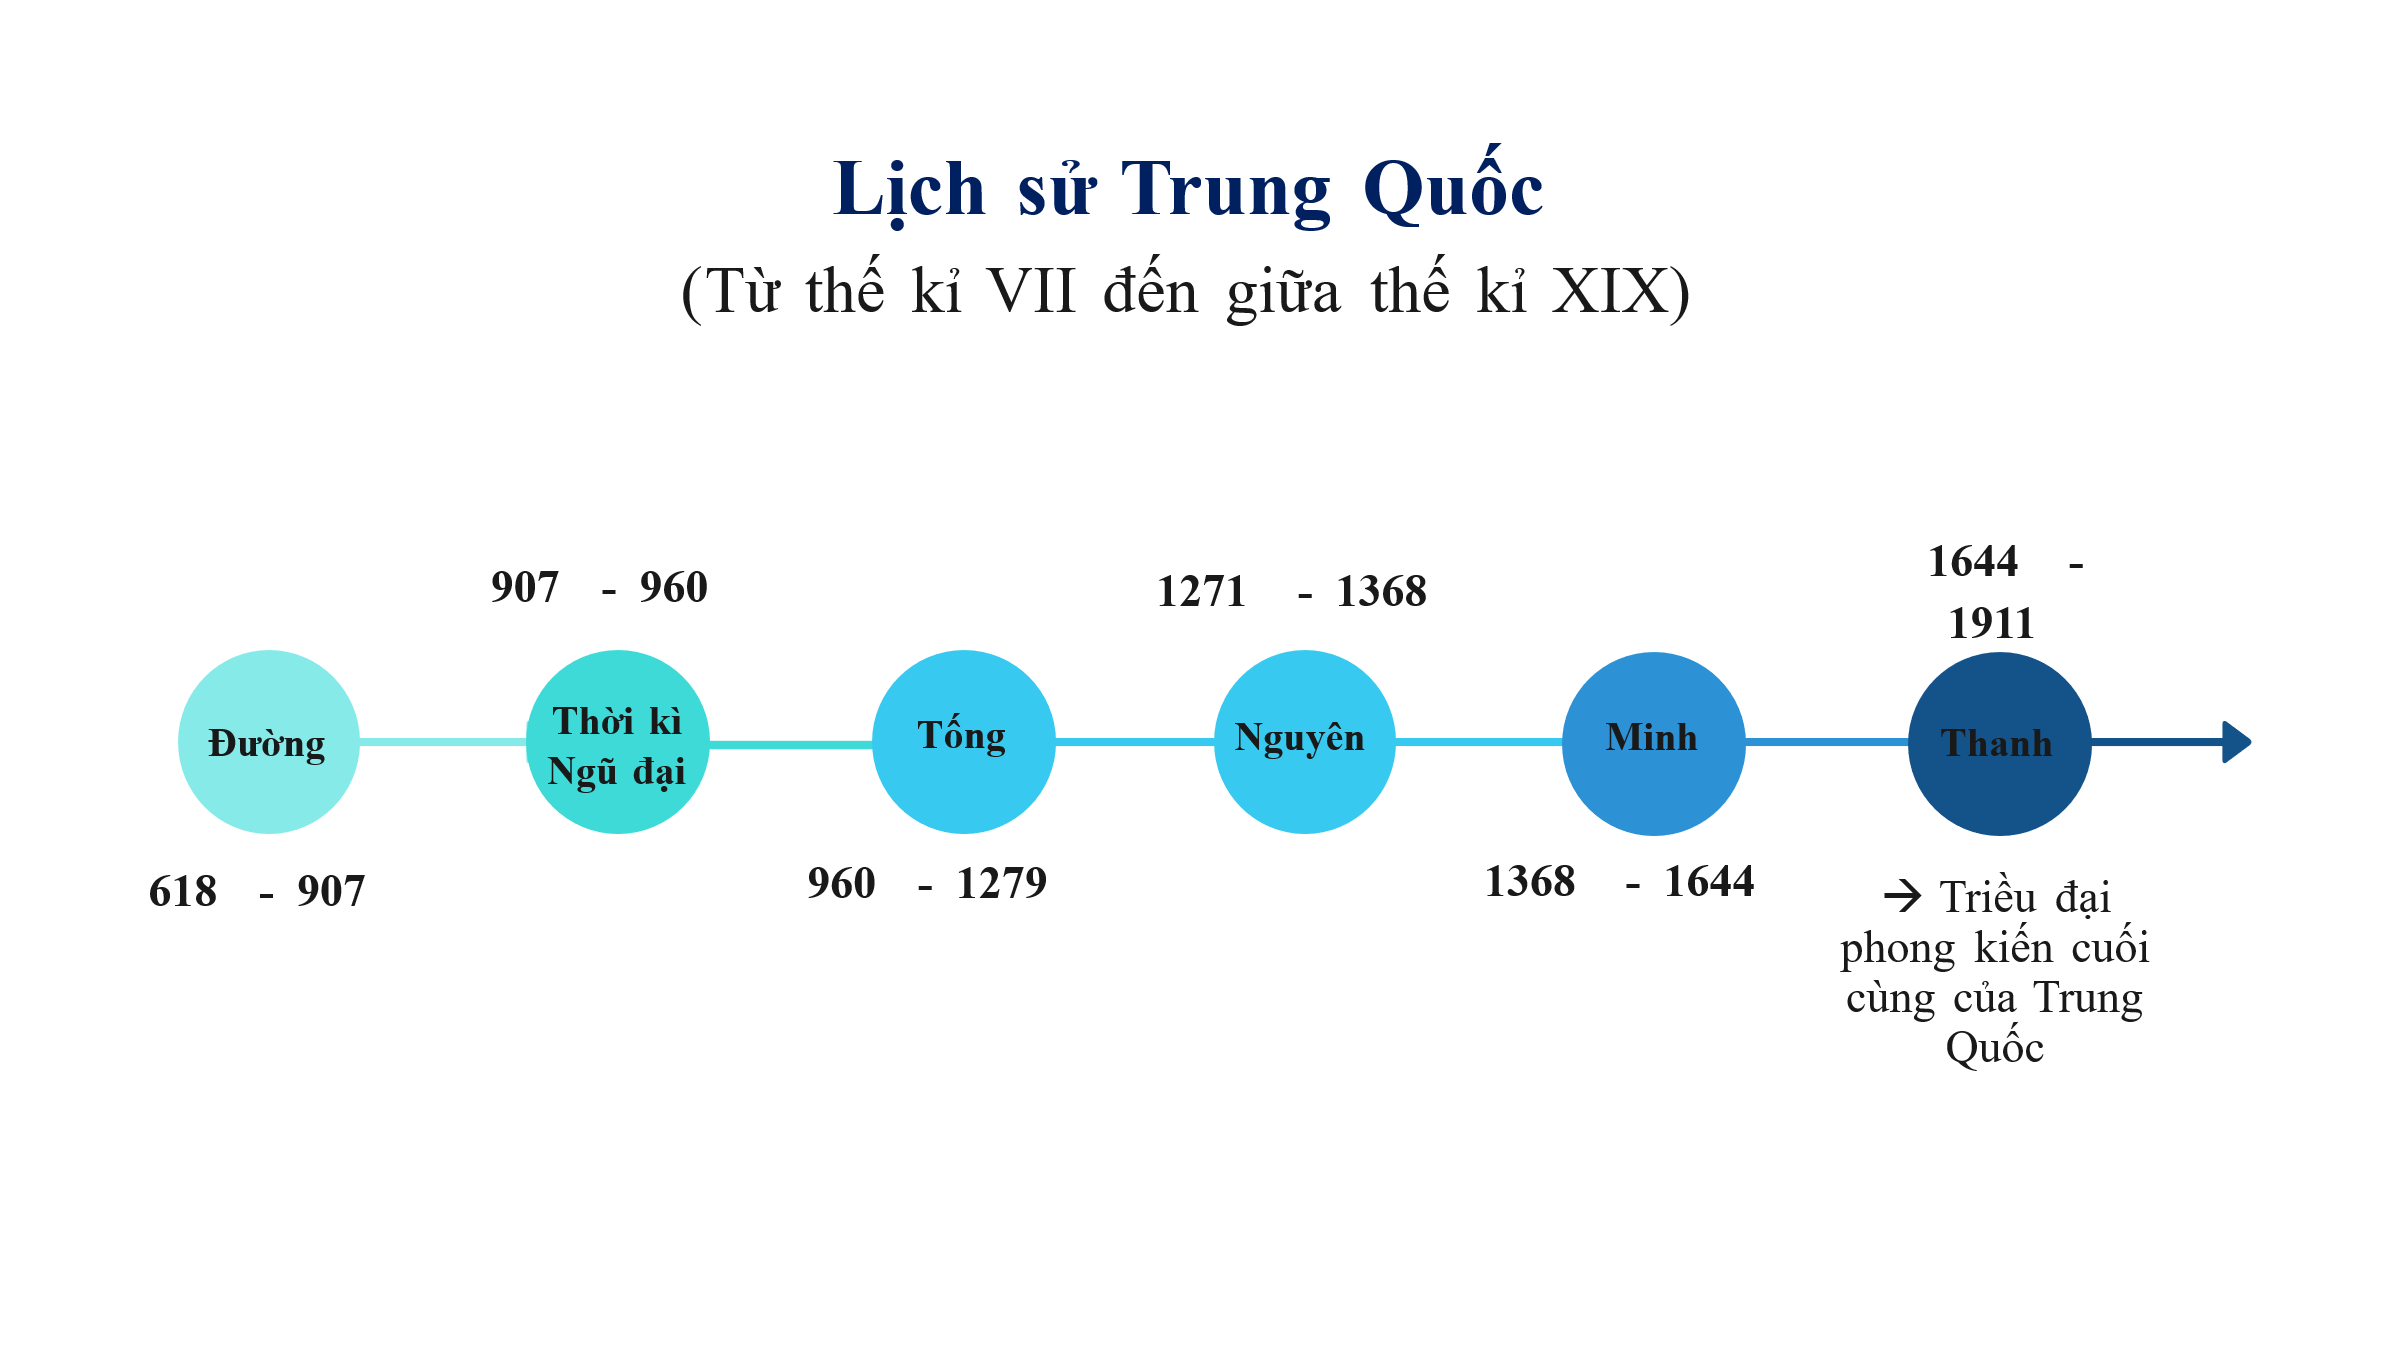 Lịch sử Trung Quốc
(Từ thế kỉ VII đến giữa thế kỉ XIX)
Đường
618 - 907
907 - 960
Thời kì
Ngũ đại
Tống
960 - 1279
1271 - 1368
Nguyên
Minh
1368 - 1644
1644 -
1911
Thanh
→ Triều đại
phong kiến cuối
cùng của Trung
Quốc